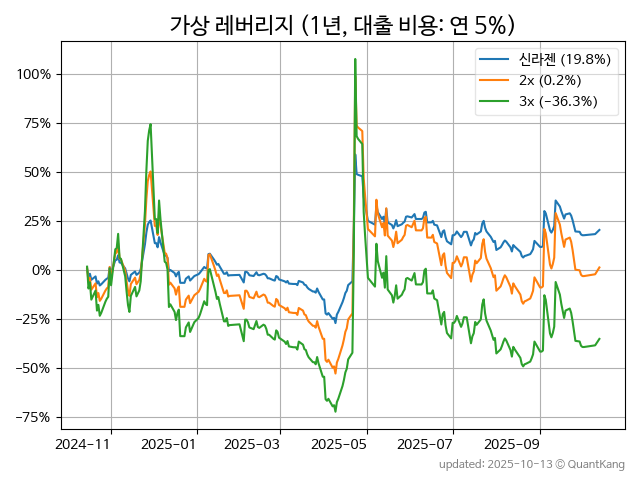 가상 레버리지 (1년, 대출 비용: 연 5%)
신라젠 (19.8%)
2x (0.2%)
3x (−36.3%)
100%
75%
50%
25%
0%
−25%
−50%
−75%
2024-11 2025-01 2025-03 2025-05 2025-07 2025-09
updated: 2025-10-13 © QuantKang